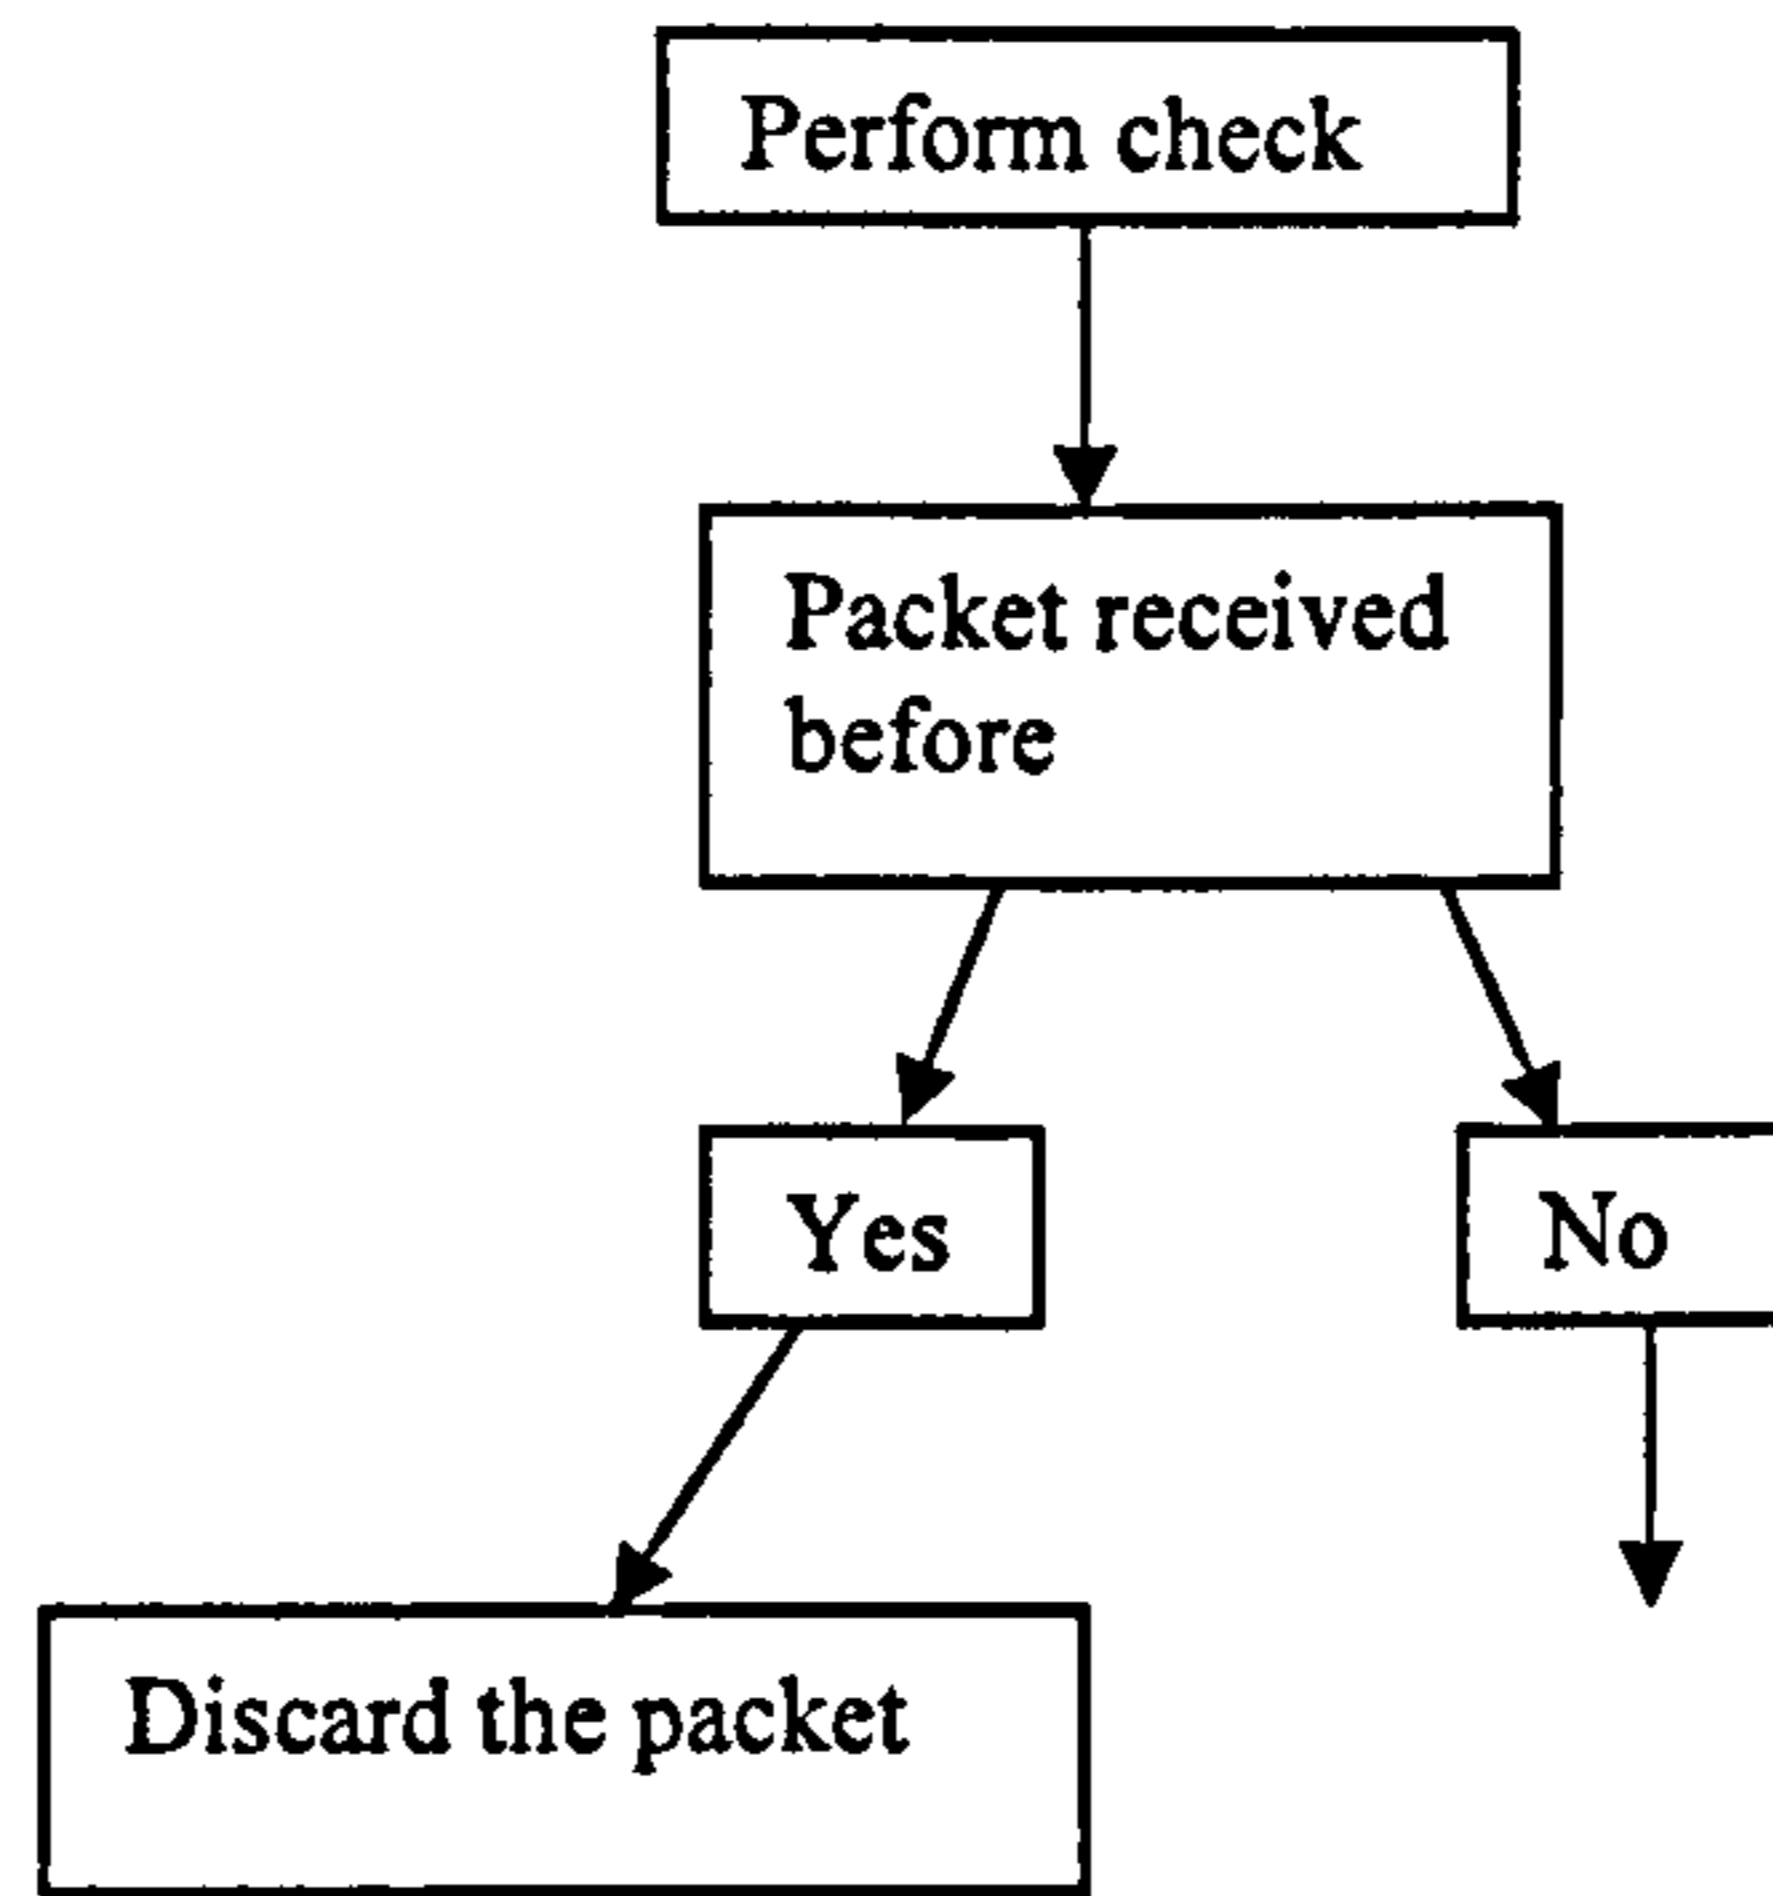 Perform check
Packet received
before
Yes
No
Discard the packet